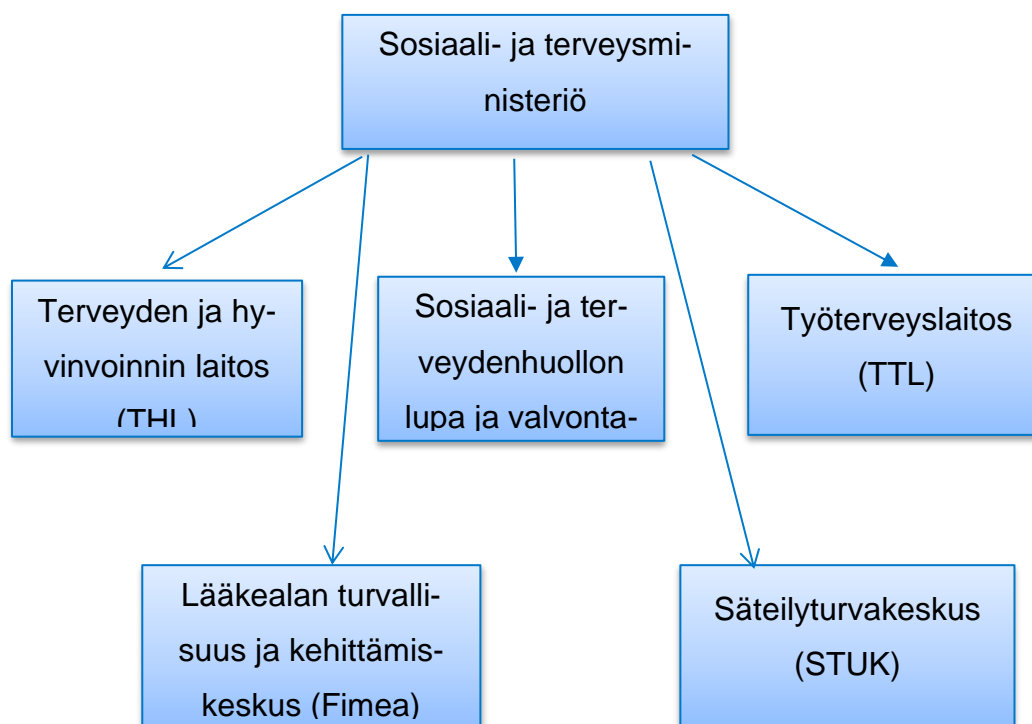 Sosiaali- ja terveysmi-
nisteriö
Terveyden ja hy-
vinvoinnin laitos
(THL)
Sosiaali- ja ter-
veydenhuollon
lupa ja valvonta-
Työterveyslaitos
(TTL)
Lääkealan turvalli-
suus ja kehittämis-
keskus (Fimea)
Säteilyturvakeskus
(STUK)